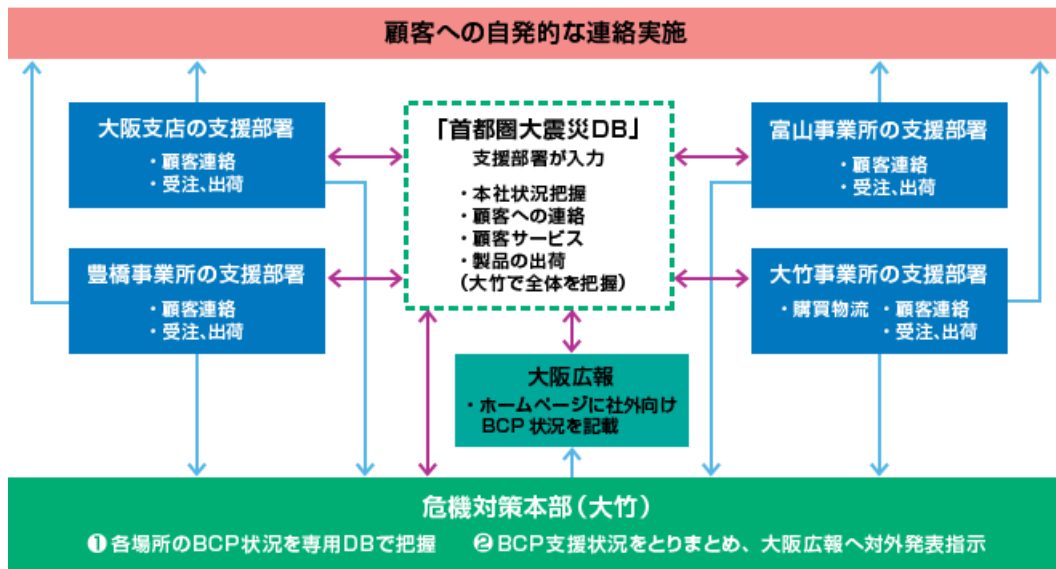 顧客への自発的な連絡実施
大阪支店の支援部署
・顧客連絡
・受注、出荷
「首都圏大震災DB」
支援部署が入力
・本社状況把握
・顧客への連絡
・顧客サービス
・製品の出荷
(大竹で全体を把握)
富山事業所の支援部署
・顧客連絡
・受注、出荷
豊橋事業所の支援部署
・顧客連絡
・受注、出荷
大竹事業所の支援部署
・購買物流 ・顧客連絡
・受注、出荷
大阪広報
・ホームページに社外向け
BCP 状況を記載
危機対策本部(大竹)
❶各場所のBCP状況を専用DBで把握 ❷BCP支援状況をとりまとめ、大阪広報へ対外発表指示